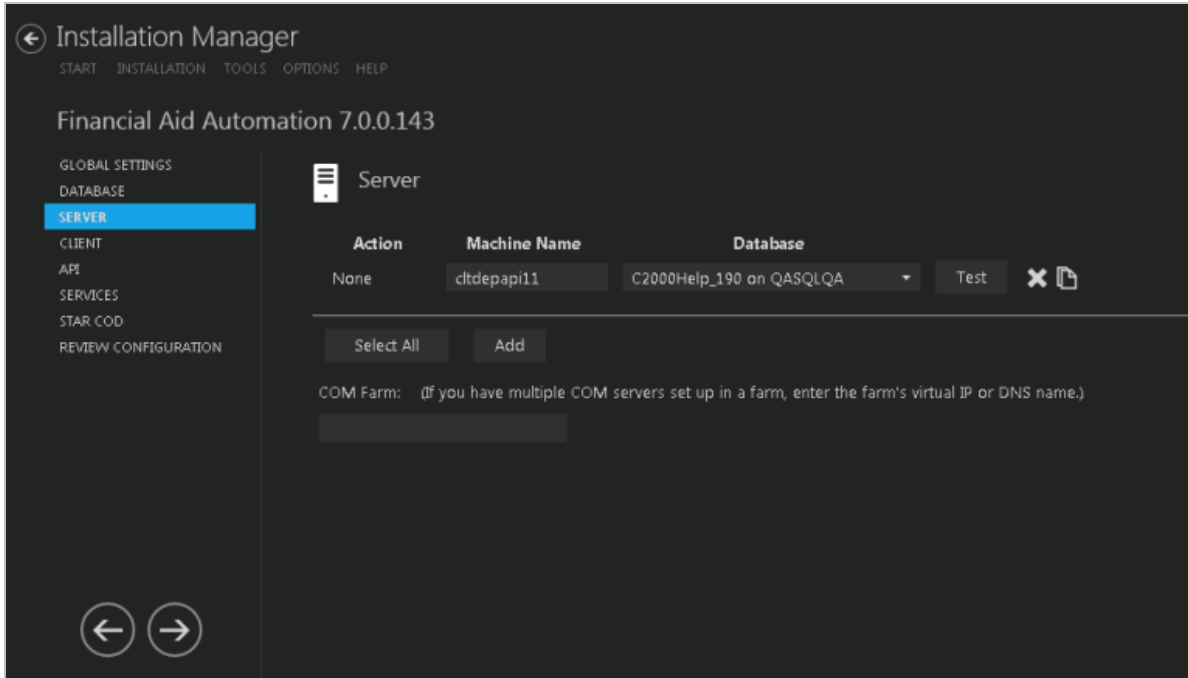 Installation Manager
START INSTALLATION TOOLS OPTIONS HELP
Financial Aid Automation 7.0.0.143
GLOBAL SETTINGS
DATABASE
SERVER
CLIENT
API
SERVICES
STAR COD
REVIEW CONFIGURATION
Server
Action Machine Name Database
None cltdepapi11 C2000Help_190 on QASQLQA Test
Select All Add
COM Farm: (If you have multiple COM servers set up in a farm, enter the farm's virtual IP or DNS name.)